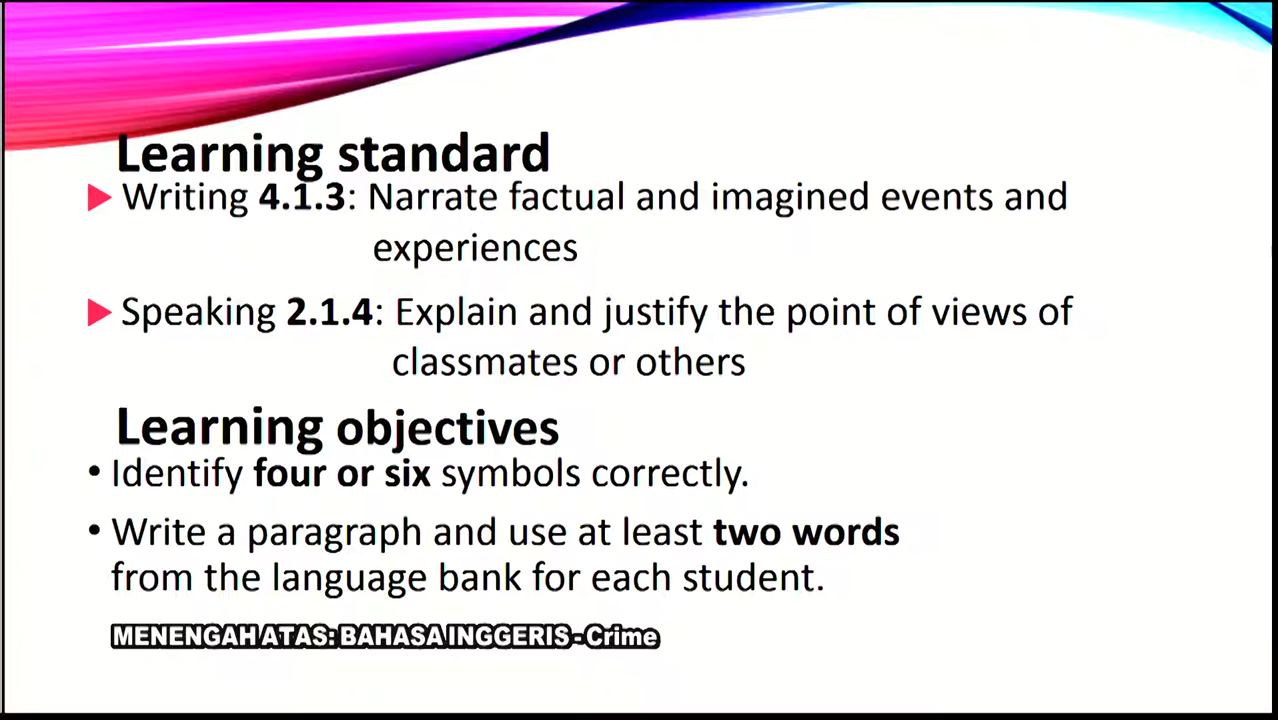 Learning standard
Writing 4.1.3: Narrate factual and imagined events and
experiences
Speaking 2.1.4: Explain and justify the point of views of
classmates or others
Learning objectives
• Identify four or six symbols correctly.
• Write a paragraph and use at least two words
from the language bank for each student.
MENENGAH ATAS: BAHASA INGGERIS - Crime